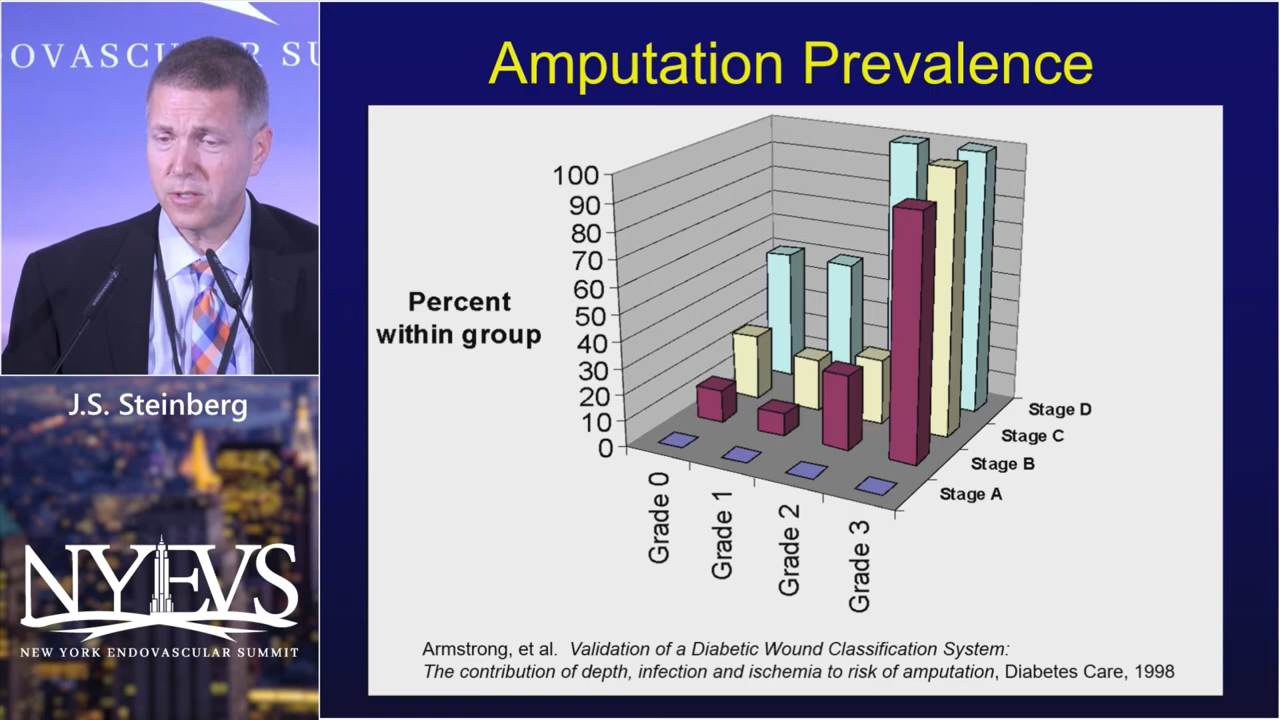 OVASCU R SU
J.S. Steinberg
NYEVS
NEW YORK ENDOVASCULAR SUMMIT
Amputation Prevalence
Percent
within group
100
90
80
70
60
50
40
30
20
10
0
Grade 0
Grade 1
Grade 2
Grade 3
Stage D
Stage C
Stage B
Stage A
Armstrong, et al. Validation of a Diabetic Wound Classification System:
The contribution of depth, infection and ischemia to risk of amputation, Diabetes Care, 1998